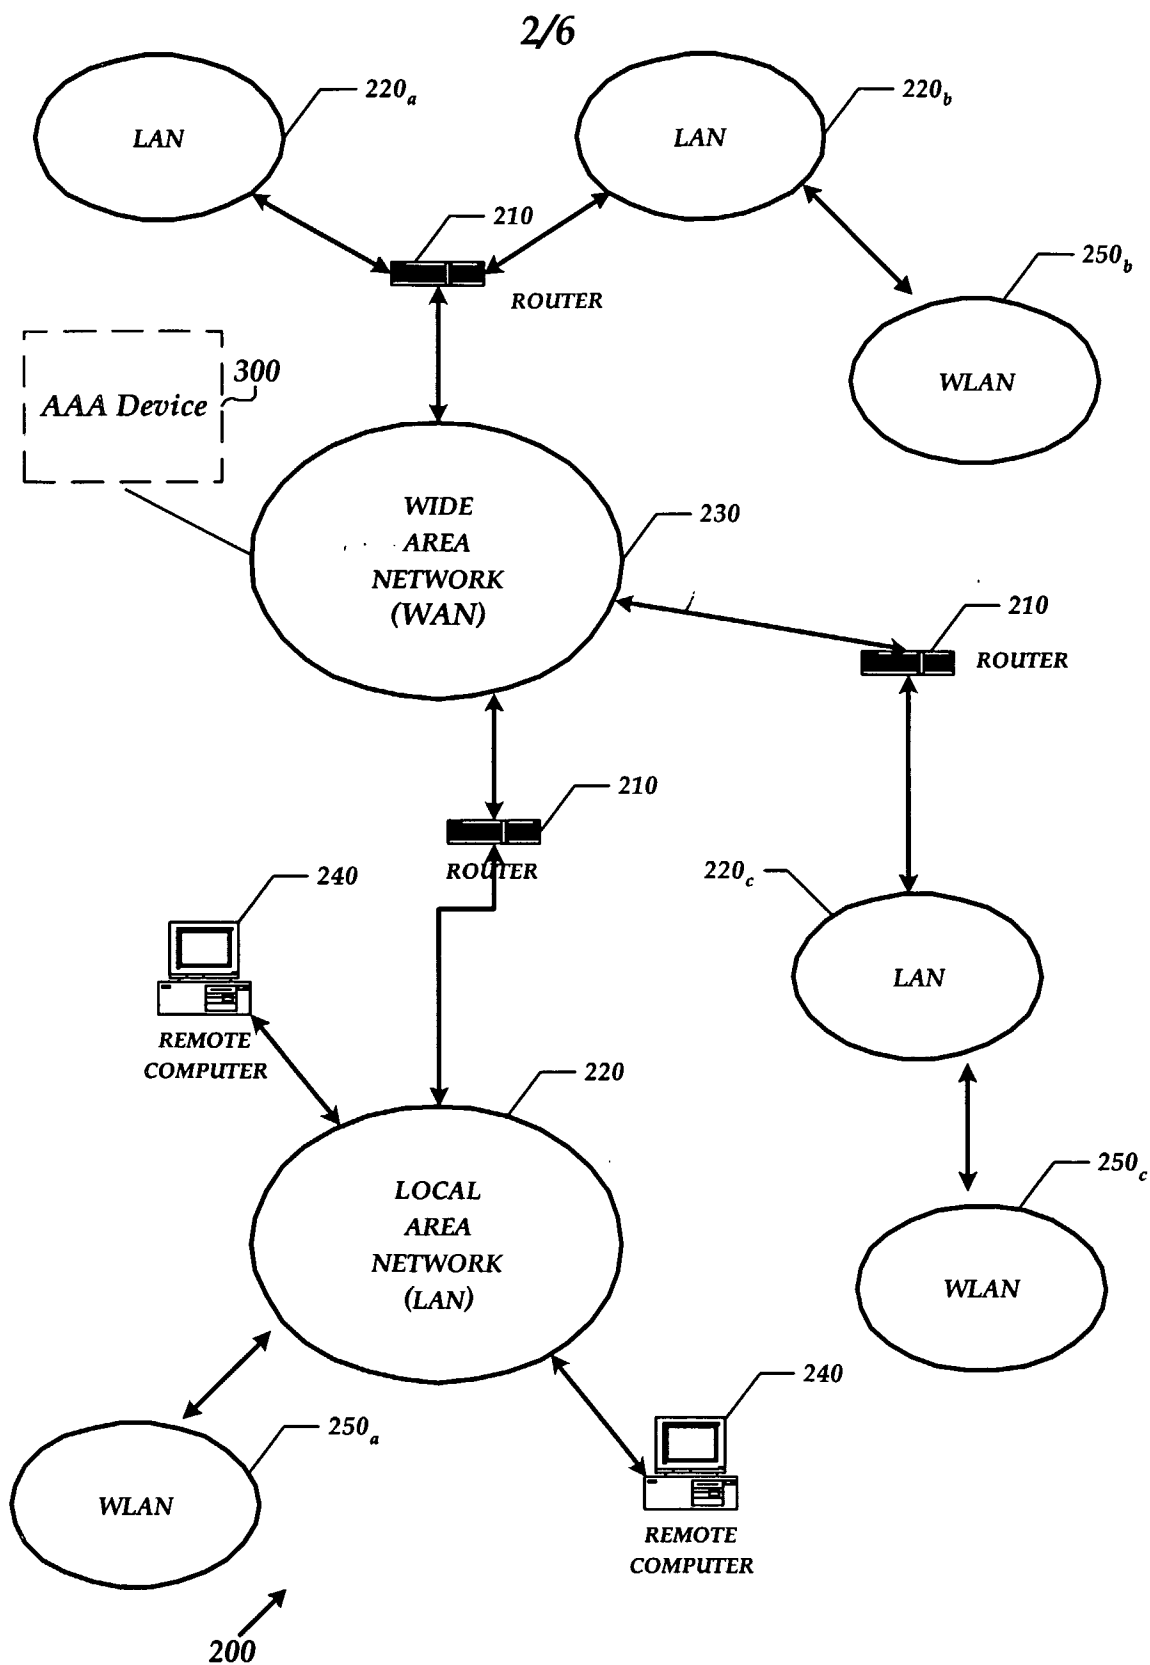 2/6
220a
220b
LAN
LAN
210
ROUTER
250b
WLAN
300
AAA Device
WIDE
AREA
NETWORK
(WAN)
230
210
ROUTER
210
ROUTER
240
REMOTE
COMPUTER
220c
LAN
220
LOCAL
AREA
NETWORK
(LAN)
250c
WLAN
240
REMOTE
COMPUTER
250a
WLAN
200